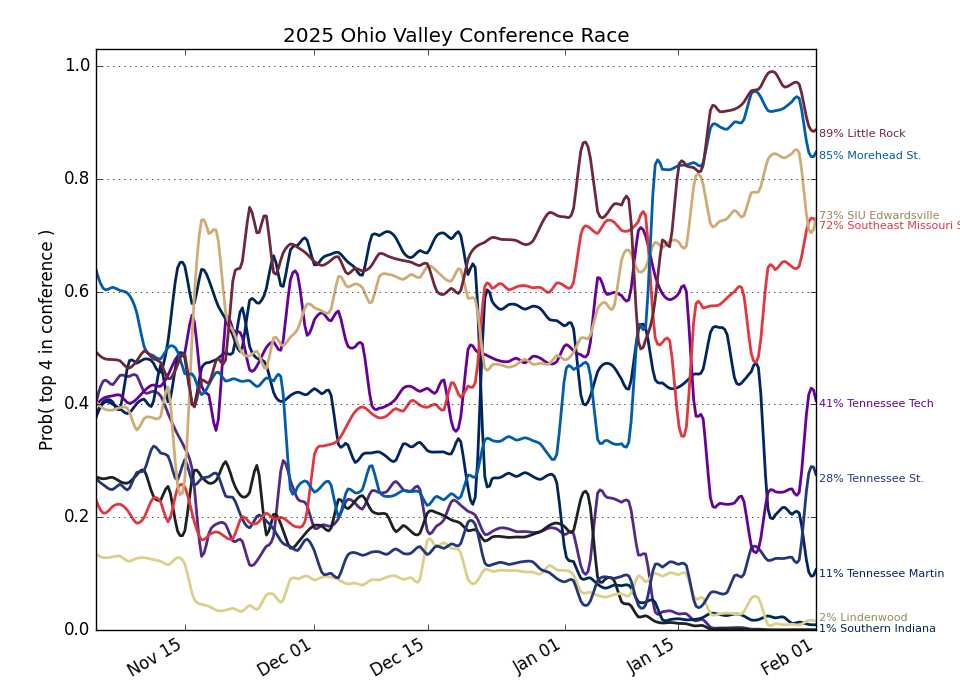 2025 Ohio Valley Conference Race
Prob( top 4 in conference )
1.0
0.8
0.6
0.4
0.2
0.0
Nov 15
Dec 01
Dec 15
Jan 01
Jan 15
Feb 01
89% Little Rock
85% Morehead St.
73% SIU Edwardsville
72% Southeast Missouri S
41% Tennessee Tech
28% Tennessee St.
11% Tennessee Martin
2% Lindenwood
1% Southern Indiana